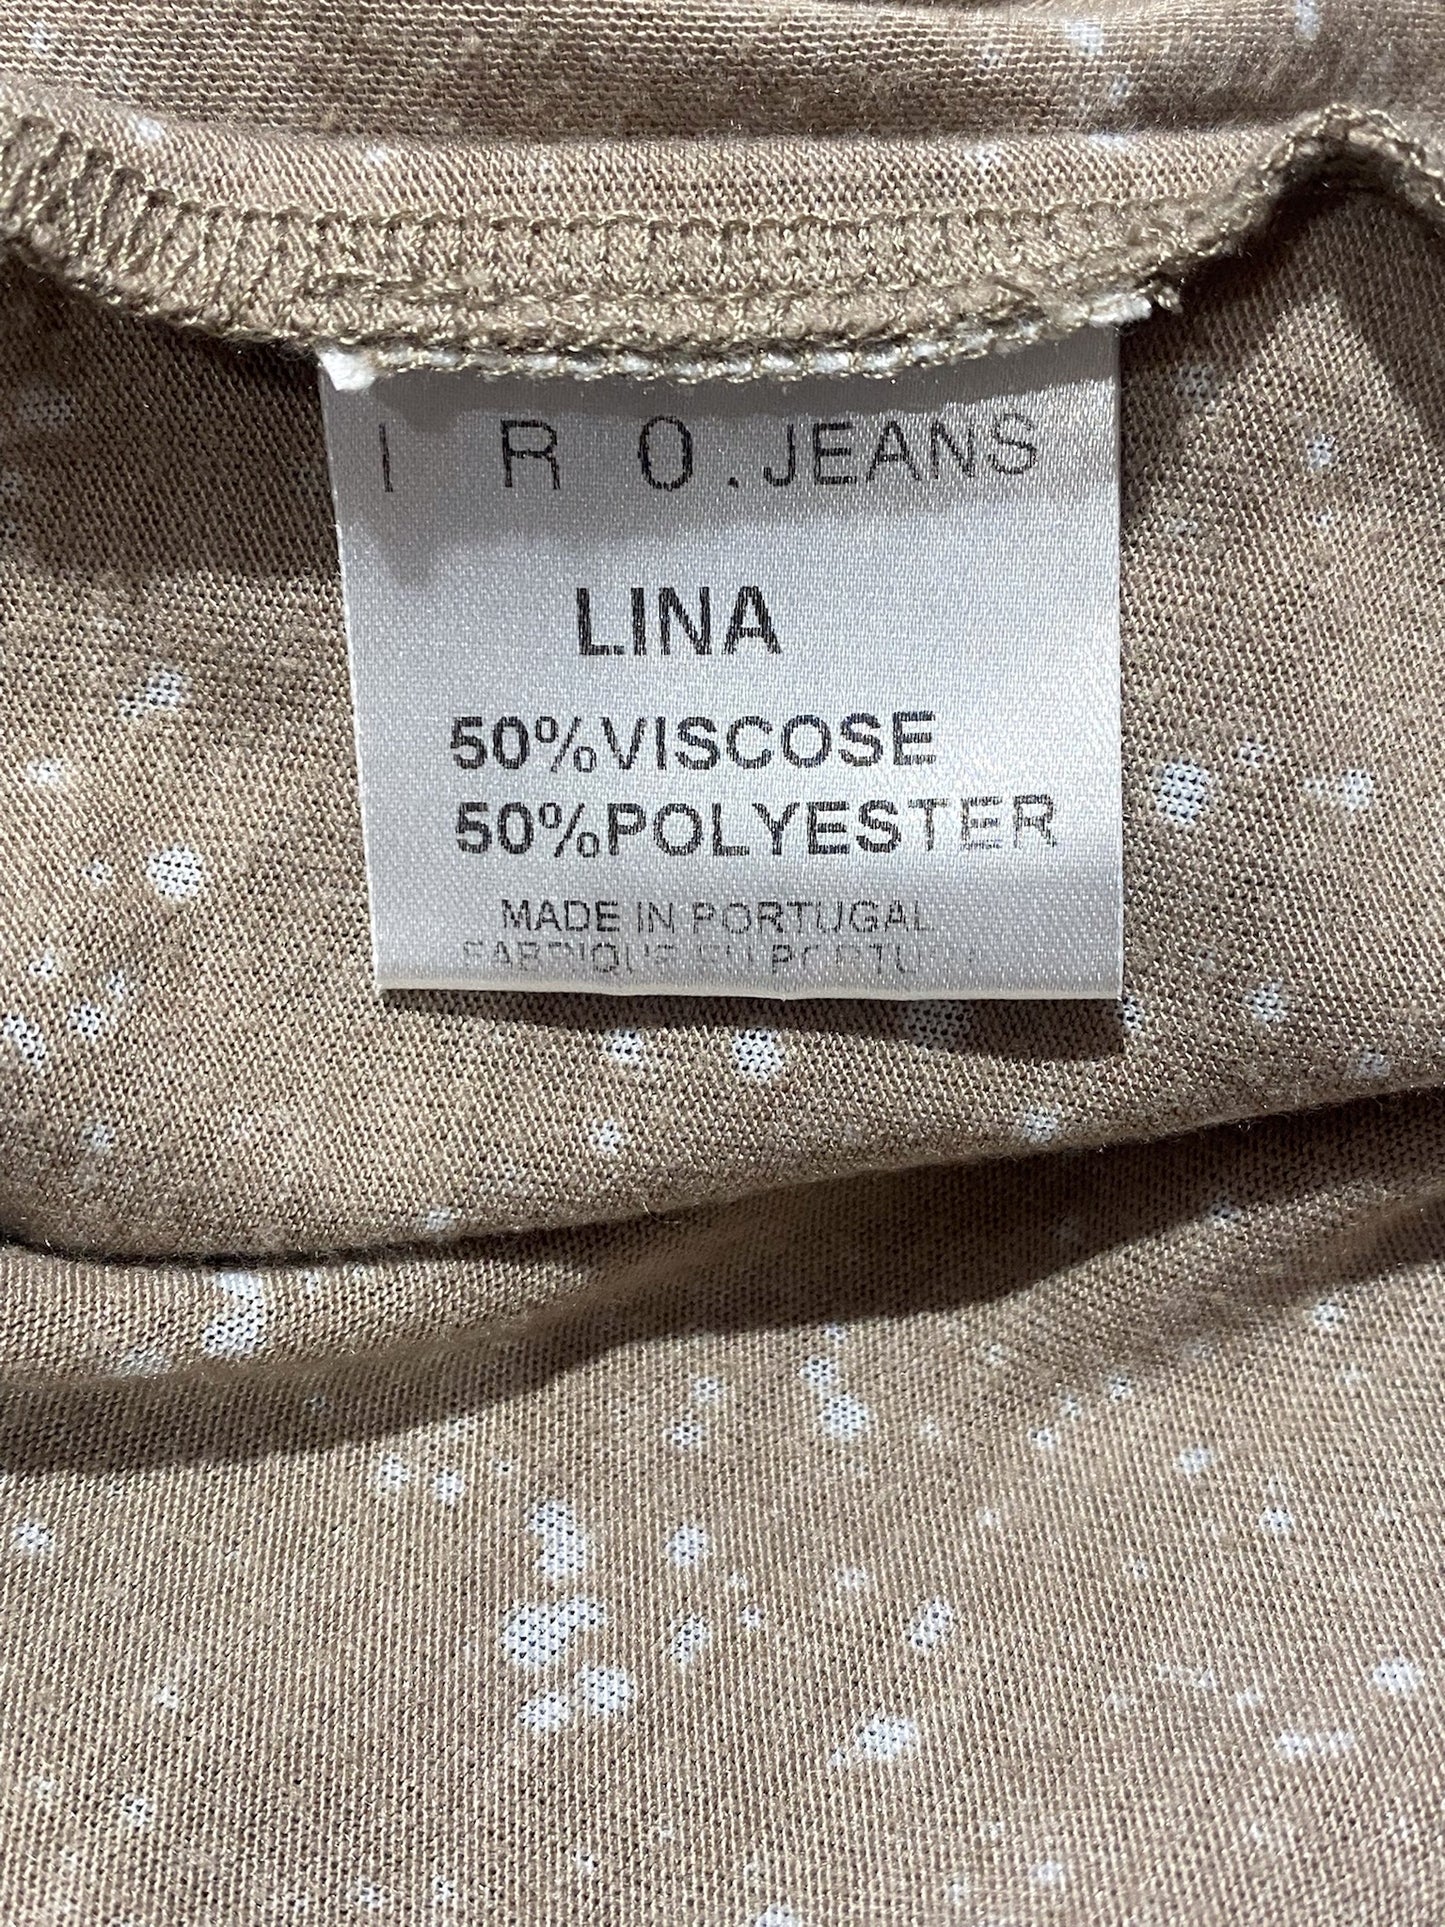 I R O.JEANS
LINA
50%VISCOSE
50%POLYESTER
MADE IN PORTUGAL